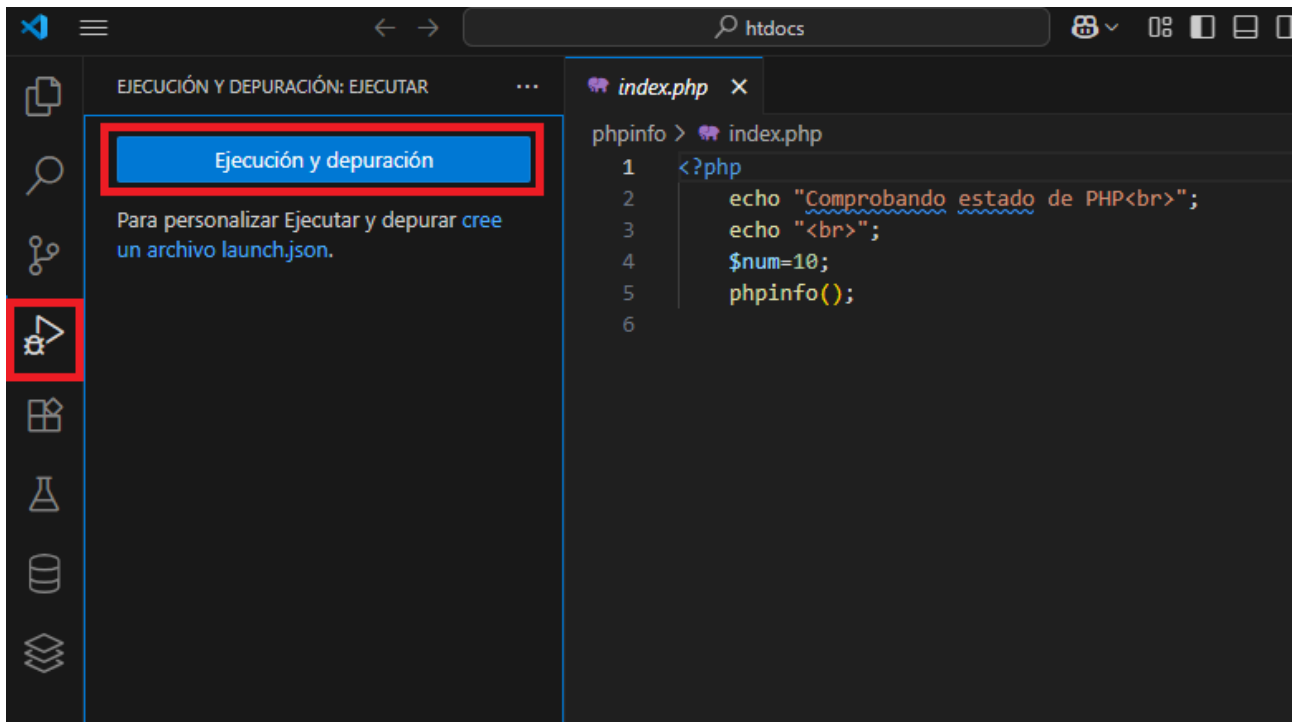 htdocs
EJECUCIÓN Y DEPURACIÓN: EJECUTAR
Ejecución y depuración
Para personalizar Ejecutar y depurar cree
un archivo launch.json.
index.php
phpinfo > index.php
1 <?php
2 echo "Comprobando estado de PHP<br>";
3 echo "<br>";
4 $num=10;
5 phpinfo();
6